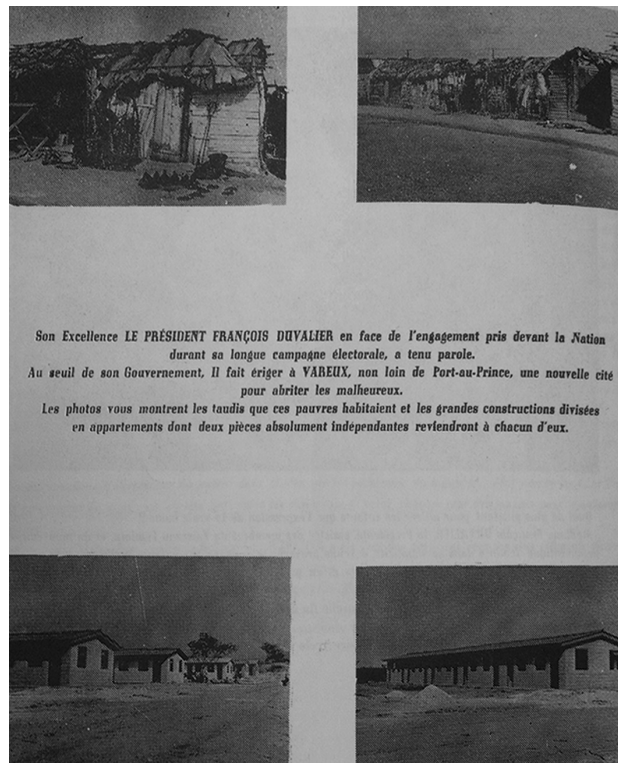 Son Excellence LE PRÉSIDENT FRANÇOIS DUVALIER en face de l'engagement pris devant la Nation
durant sa longue campagne électorale, a tenu parole.
Au seuil de son Gouvernement, Il fait ériger à VAREUX, non loin de Port-au-Prince, une nouvelle cité
pour abriter les malheureux.
Les photos vous montrent les taudis que ces pauvres habitaient et les grandes constructions divisées
en appartements dont deux pièces absolument indépendantes reviendront à chacun d'eux.